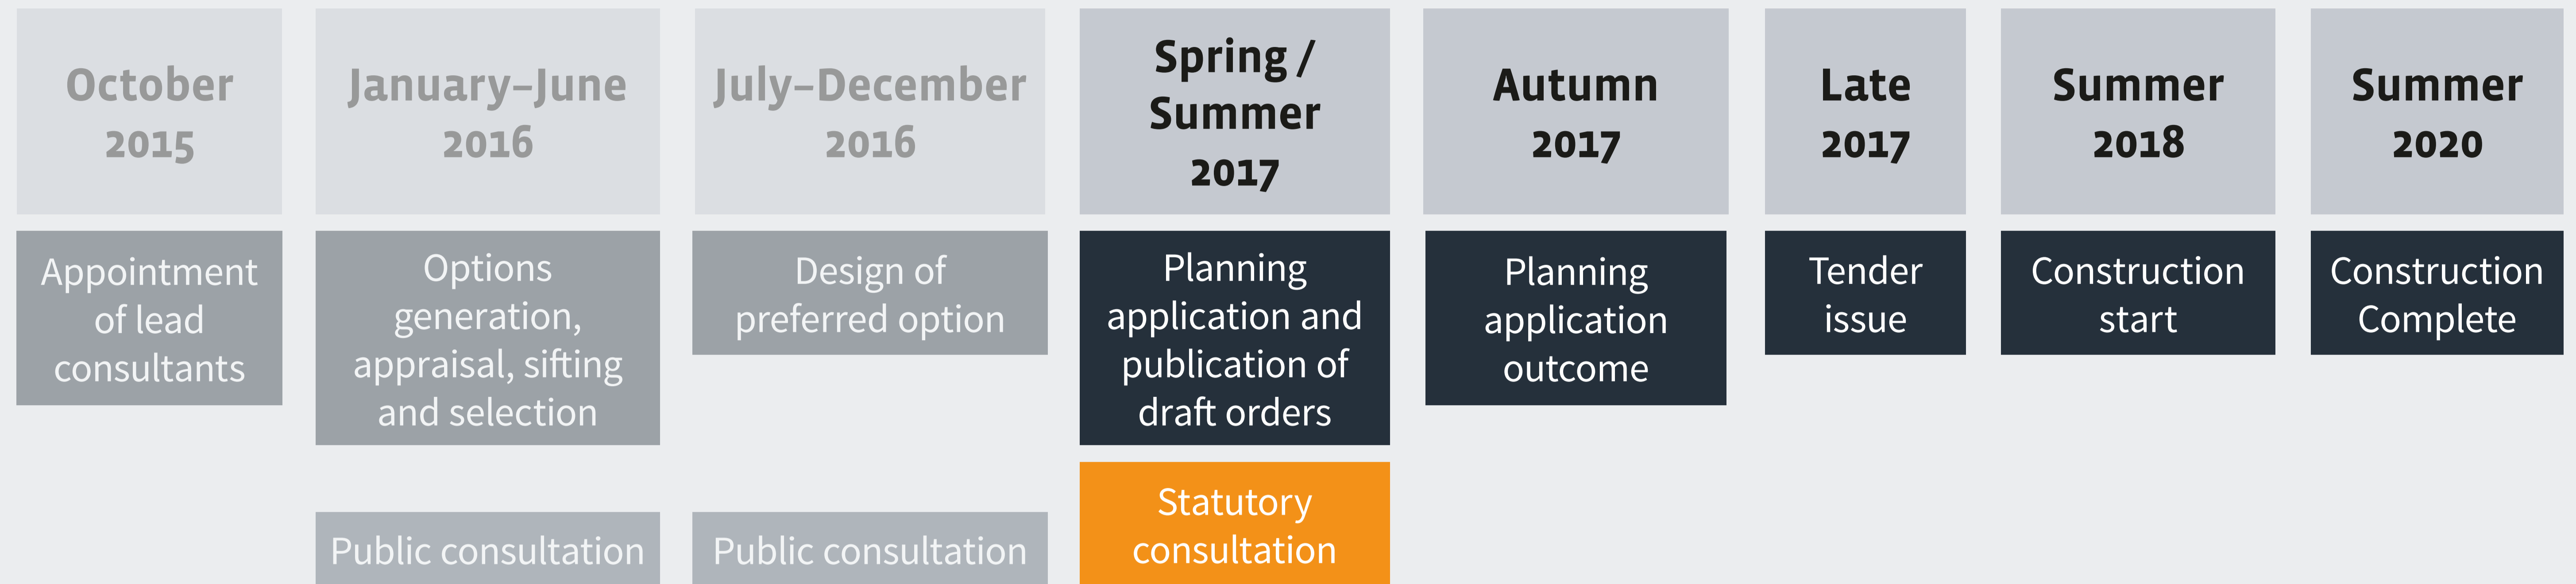 October
2015
January–June
2016
July–December
2016
Spring /
Summer
2017
Autumn
2017
Late
2017
Summer
2018
Summer
2020
Appointment
of lead
consultants
Options
generation,
appraisal, sifting
and selection
Design of
preferred option
Planning
application and
publication of
draft orders
Planning
application
outcome
Tender
issue
Construction
start
Construction
Complete
Public consultation
Public consultation
Statutory
consultation